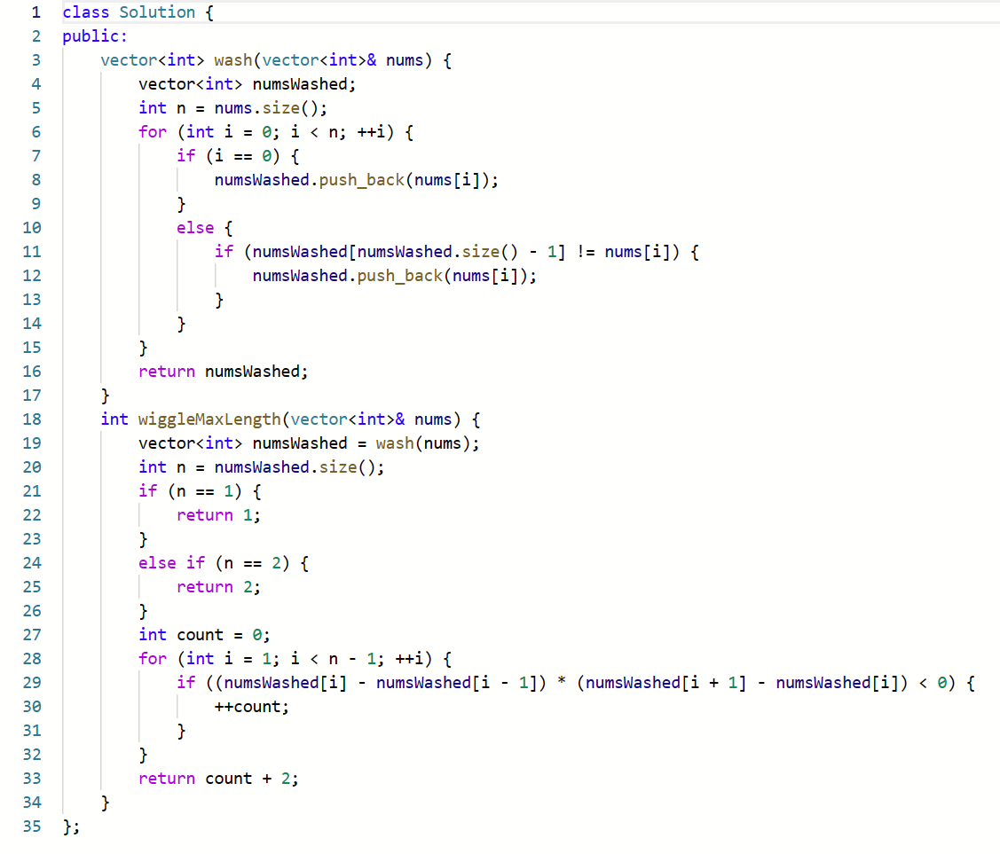 1 class Solution {
2 public:
3     vector<int> wash(vector<int>& nums) {
4         vector<int> numsWashed;
5         int n = nums.size();
6         for (int i = 0; i < n; ++i) {
7             if (i == 0) {
8                 numsWashed.push_back(nums[i]);
9             }
10             else {
11                 if (numsWashed[numsWashed.size() - 1] != nums[i]) {
12                     numsWashed.push_back(nums[i]);
13                 }
14             }
15         }
16         return numsWashed;
17     }
18     int wiggleMaxLength(vector<int>& nums) {
19         vector<int> numsWashed = wash(nums);
20         int n = numsWashed.size();
21         if (n == 1) {
22             return 1;
23         }
24         else if (n == 2) {
25             return 2;
26         }
27         int count = 0;
28         for (int i = 1; i < n - 1; ++i) {
29             if ((numsWashed[i] - numsWashed[i - 1]) * (numsWashed[i + 1] - numsWashed[i]) < 0) {
30                 ++count;
31             }
32         }
33         return count + 2;
34     }
35 };